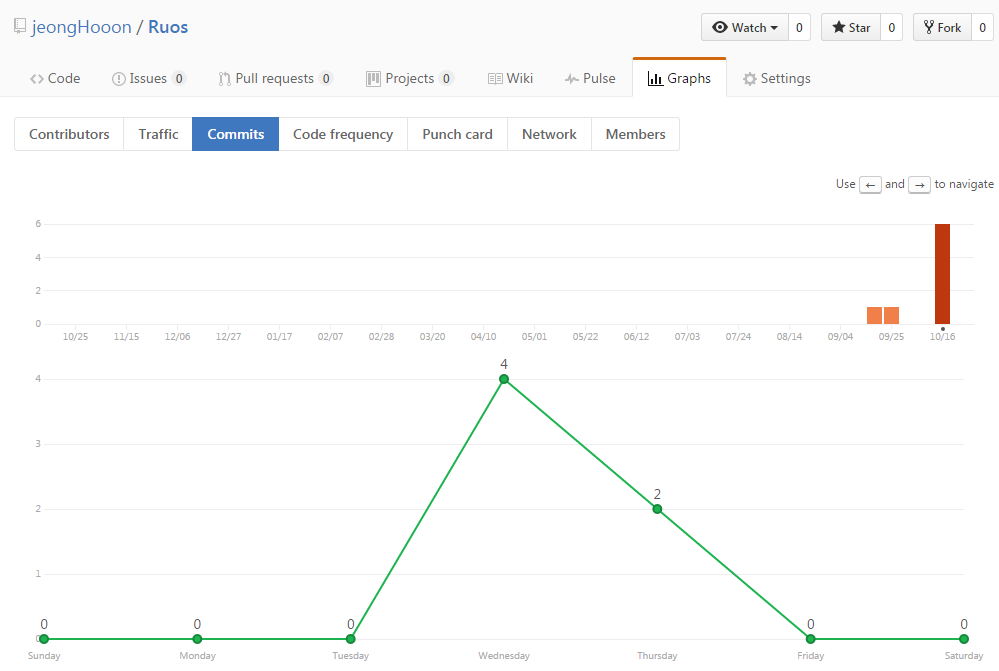 jeongHooon / Ruos Watch 0 Star 0 Fork 0
Code Issues 0 Pull requests 0 Projects 0 Wiki Pulse Graphs Settings
Contributors Traffic Commits Code frequency Punch card Network Members
Use ← and → to navigate
6
4
2
0
10/25 11/15 12/06 12/27 01/17 02/07 02/28 03/20 04/10 05/01 05/22 06/12 07/03 07/24 08/14 09/04 09/25 10/16
4
4
3
2
2
1
0 0 0 0 0
0
Sunday Monday Tuesday Wednesday Thursday Friday Saturday